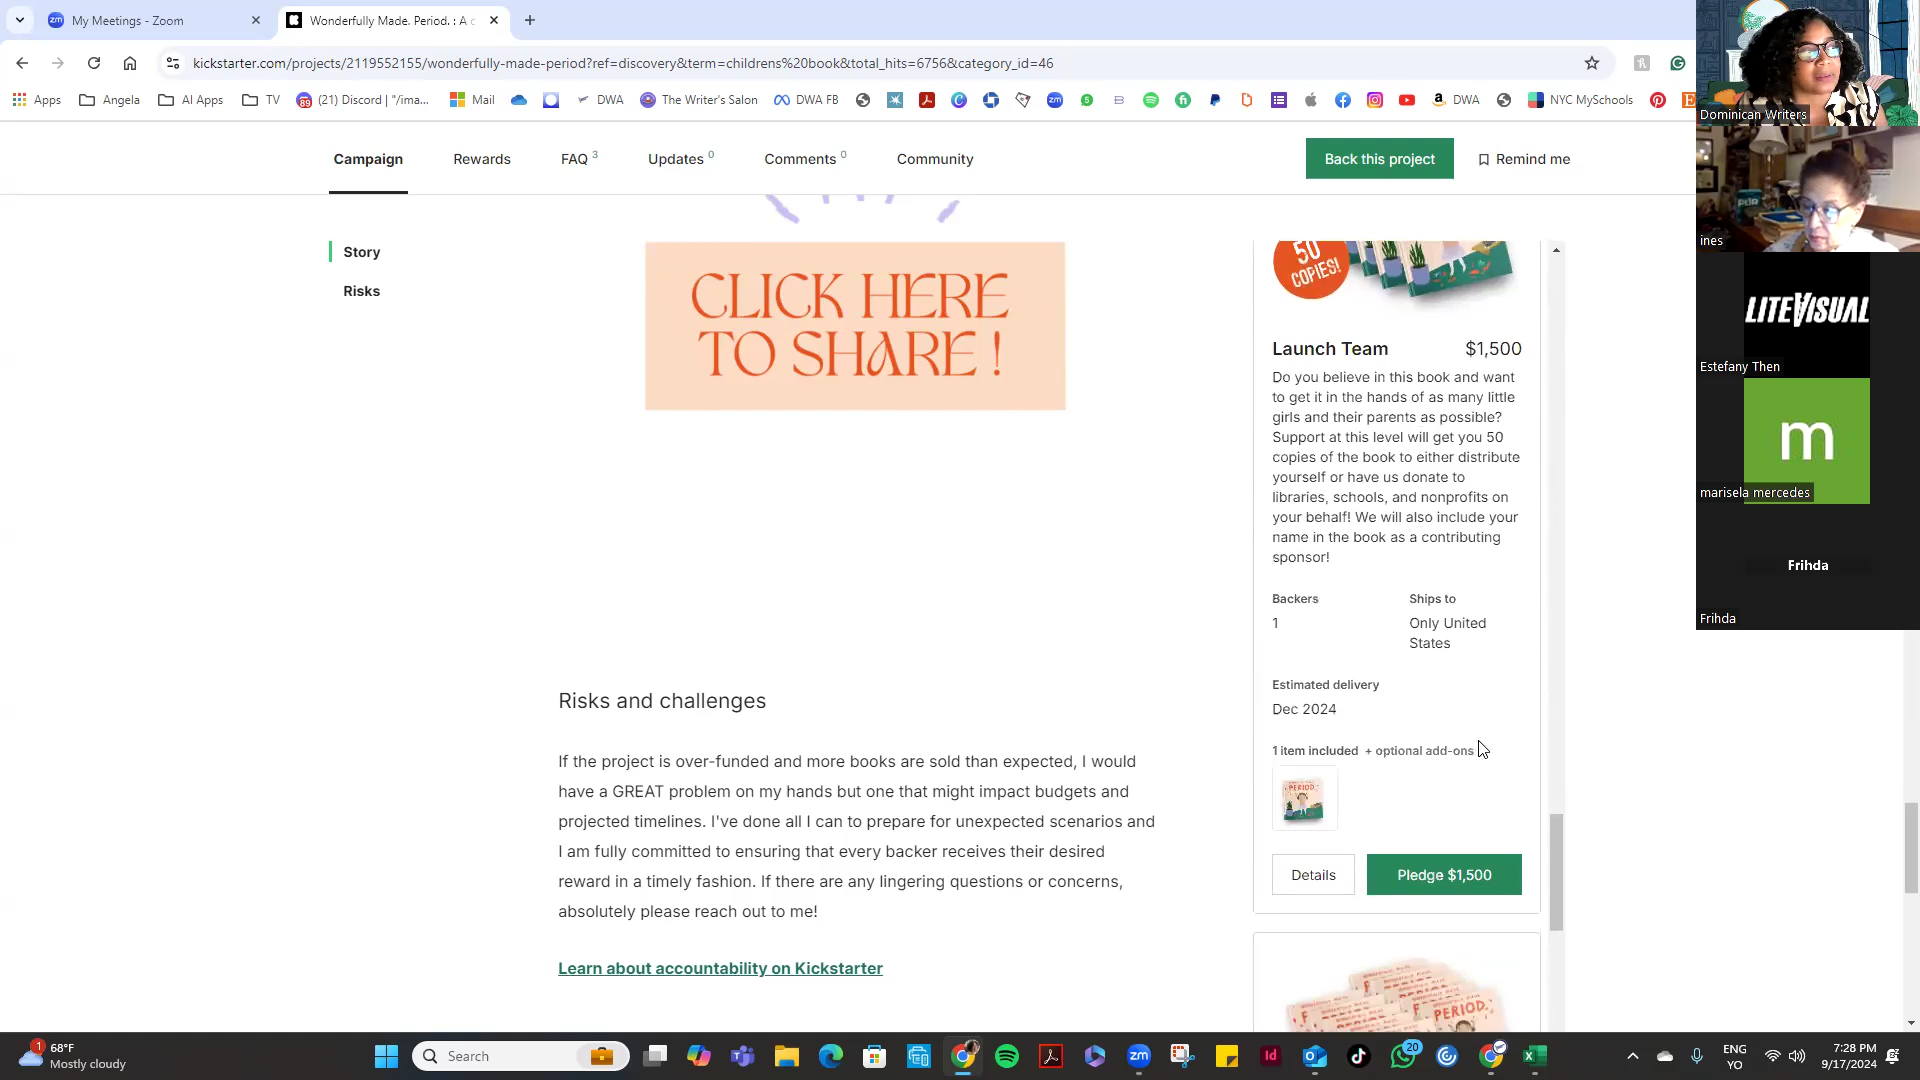 My Meetings - Zoom
Wonderfully Made. Period. : A c
kickstarter.com/projects/2119552155/wonderfully-made-period?ref=discovery&term=childrens%20book&total_hits=6756&category_id=46
Apps
Angela
AI Apps
TV
(21) Discord | "/ima...
Mail
DWA
The Writer's Salon
DWA FB
DWA
NYC MySchools
Campaign
Rewards
FAQ 3
Updates 0
Comments 0
Community
Back this project
Remind me
Story
Risks
CLICK HERE
TO SHARE !
Risks and challenges
If the project is over-funded and more books are sold than expected, I would
have a GREAT problem on my hands but one that might impact budgets and
projected timelines. I've done all I can to prepare for unexpected scenarios and
I am fully committed to ensuring that every backer receives their desired
reward in a timely fashion. If there are any lingering questions or concerns,
absolutely please reach out to me!
Learn about accountability on Kickstarter
50
COPIES!
Launch Team
$1,500
Do you believe in this book and want
to get it in the hands of as many little
girls and their parents as possible?
Support at this level will get you 50
copies of the book to either distribute
yourself or have us donate to
libraries, schools, and nonprofits on
your behalf! We will also include your
name in the book as a contributing
sponsor!
Backers
1
Ships to
Only United
States
Estimated delivery
Dec 2024
1 item included + optional add-ons
PERIOD
Details
Pledge $1,500
PERIOD
Dominican Writers
ines
LITEVISUAL
Estefany Then
m
marisela mercedes
Frihda
Frihda
1
68°F
Mostly cloudy
Search
20
ENG
YO
7:28 PM
9/17/2024